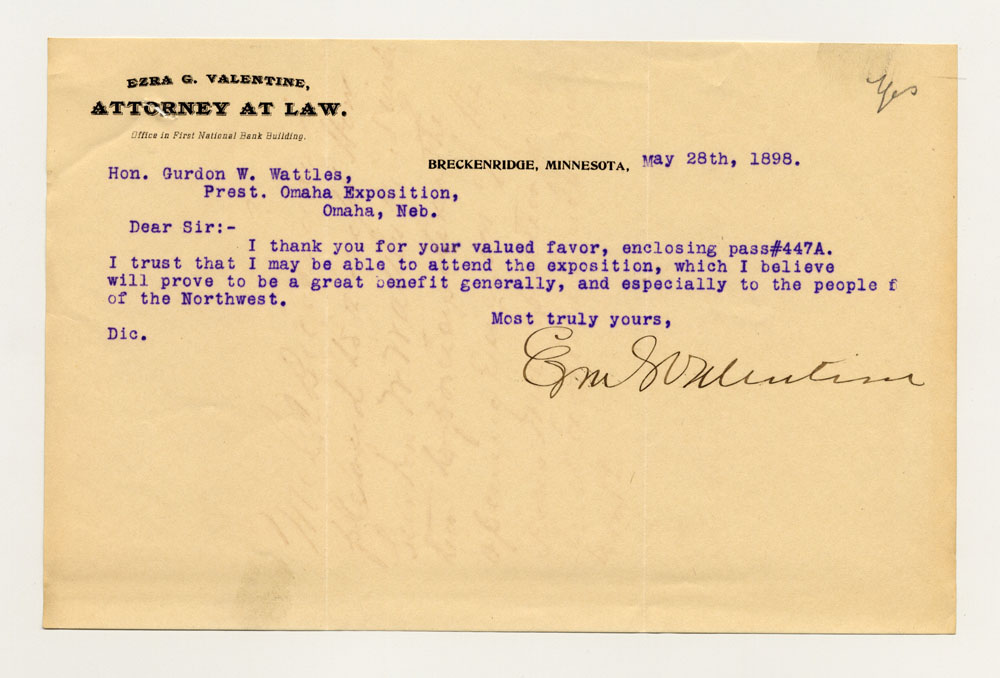 EZRA G. VALENTINE,
ATTORNEY AT LAW.
Office in First National Bank Building.
Yes
BRECKENRIDGE, MINNESOTA, May 28th, 1898.
Hon. Gurdon W. Wattles,
Prest. Omaha Exposition,
Omaha, Neb.
Dear Sir:-
I thank you for your valued favor, enclosing pass#447A.
I trust that I may be able to attend the exposition, which I believe
will prove to be a great benefit generally, and especially to the people f
of the Northwest.
Most truly yours,
Dic.
Valentine